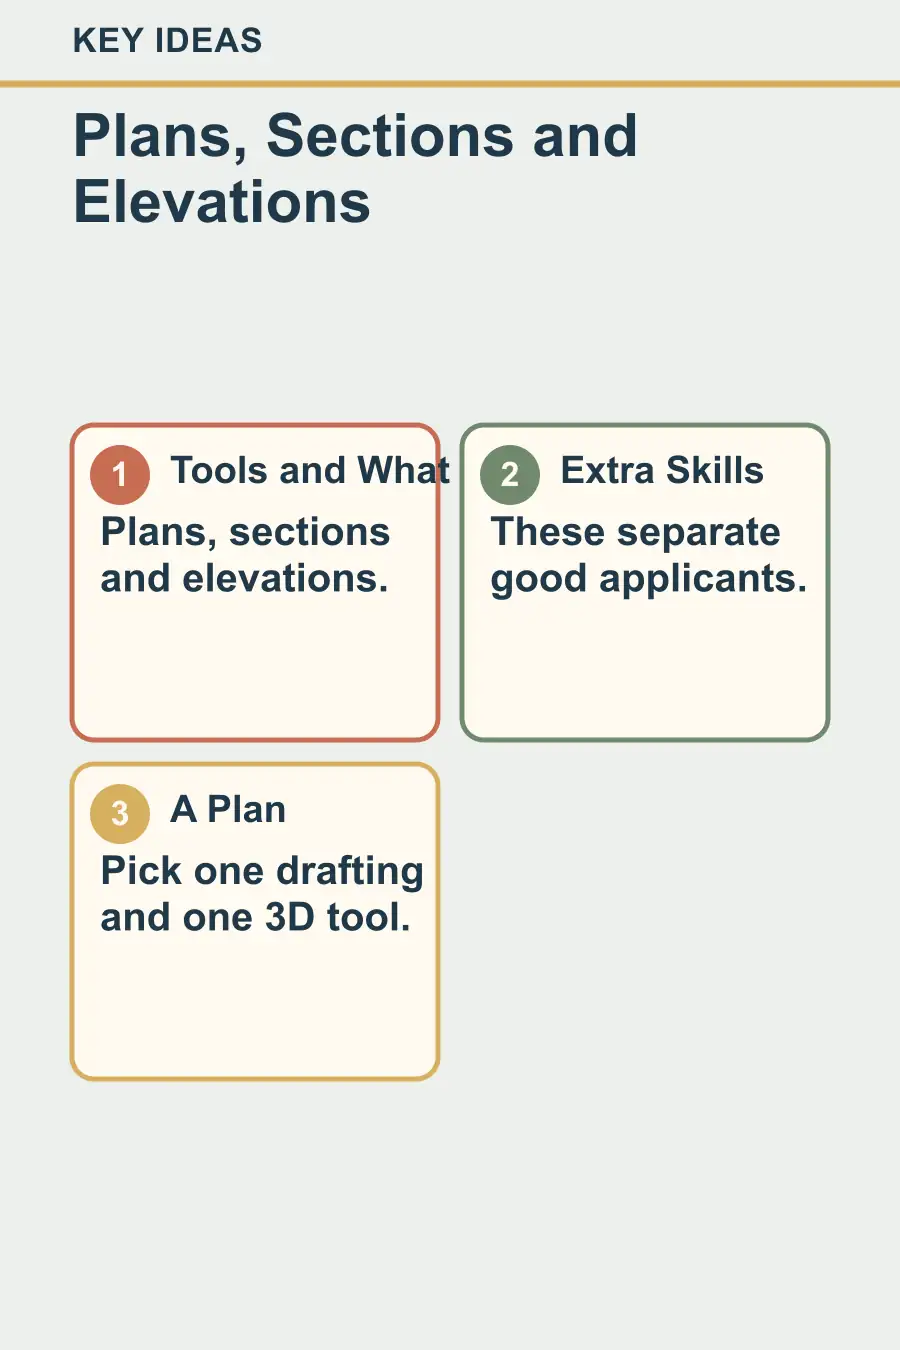 KEY IDEAS
Plans, Sections and
Elevations
1 Tools and What
Plans, sections
and elevations.
2 Extra Skills
These separate
good applicants.
3 A Plan
Pick one drafting
and one 3D tool.